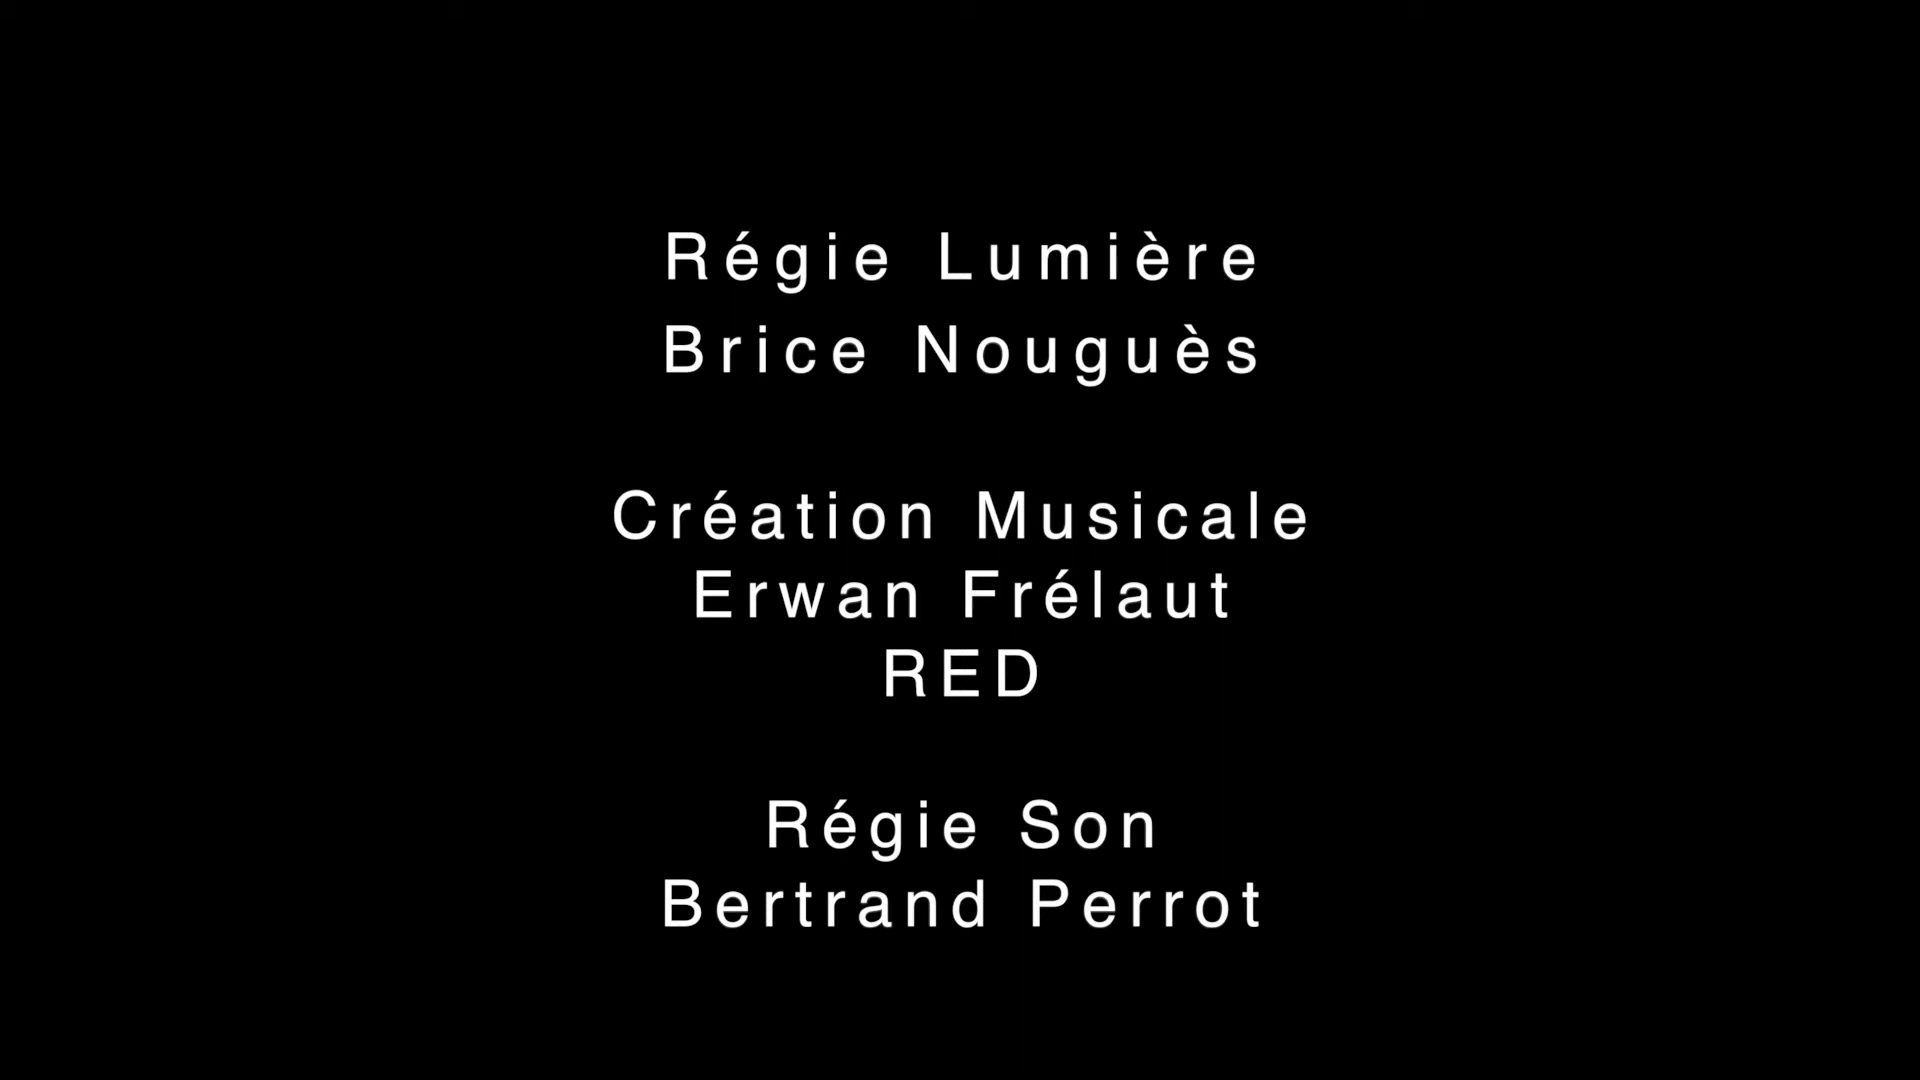 Régie Lumière
Brice Nouguès
Création Musicale
Erwan Frélaut
RED
Régie Son
Bertrand Perrot